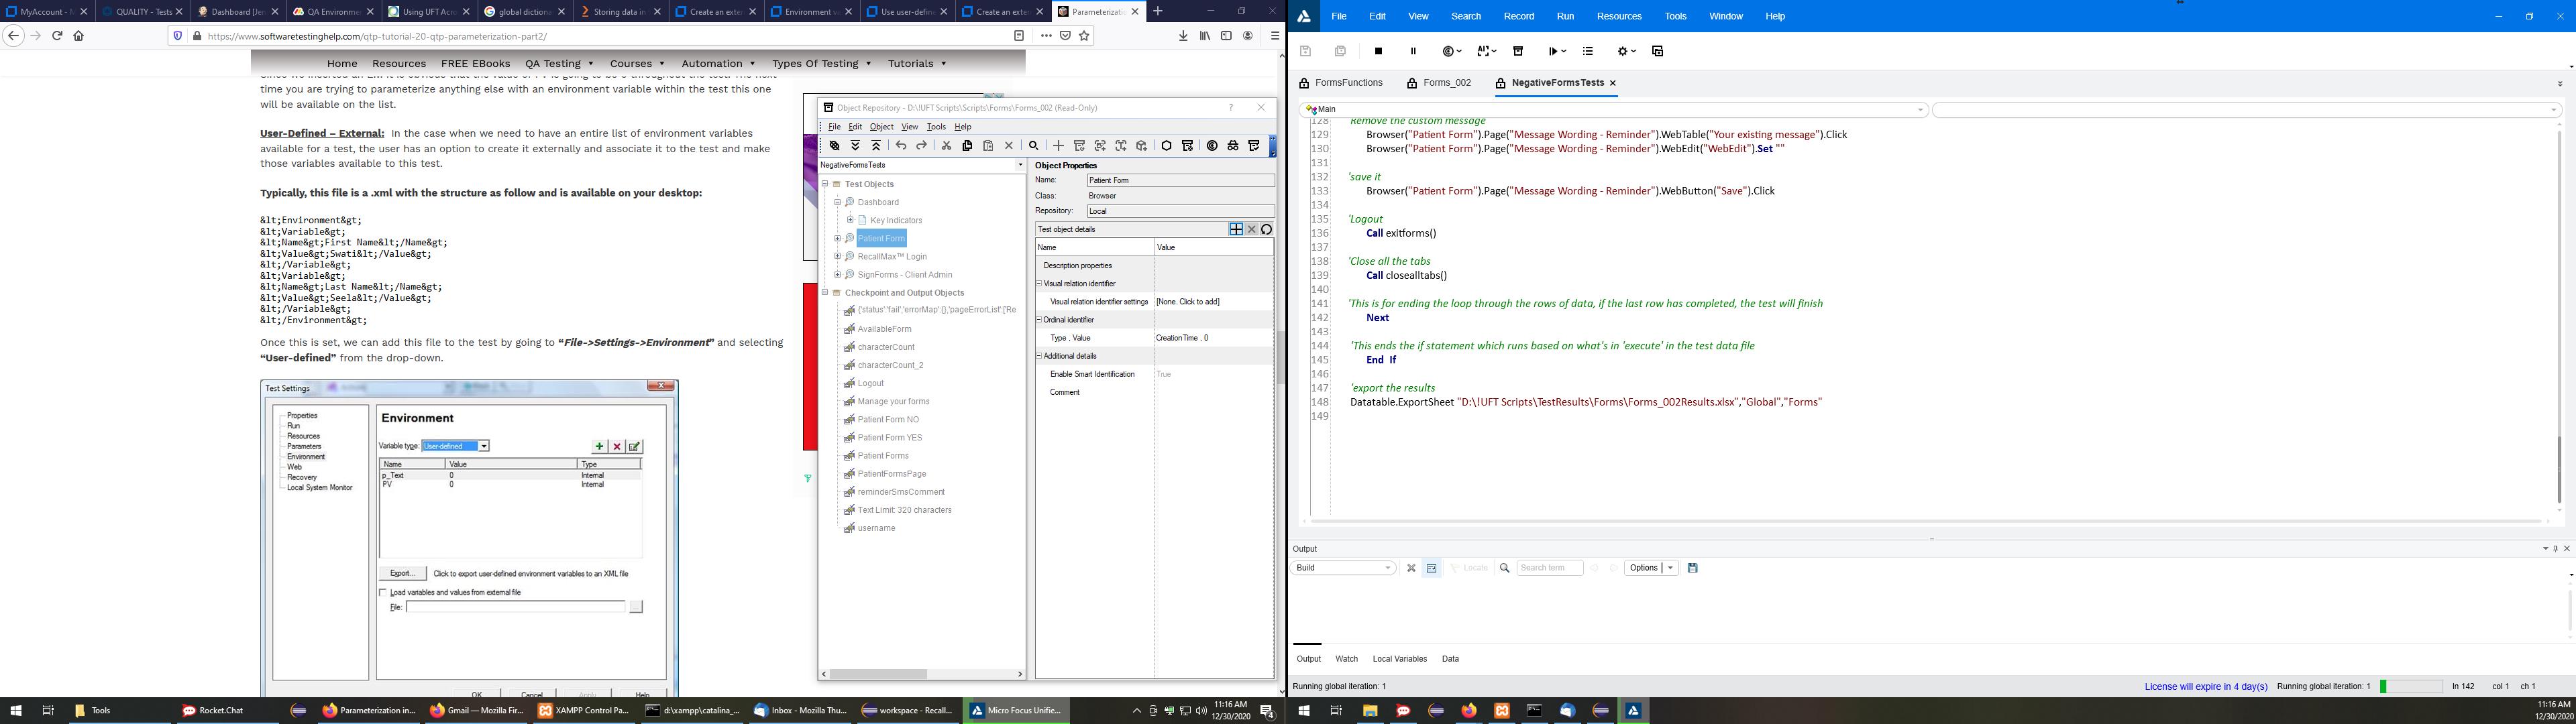 MyAccount - M
QUALITY - Tests
Dashboard [Jen
QA Environme
Using UFT Acr
global dictiona
Storing data in
Create an exte
Environment va
Use user-defin
Create an exter
Parameterizati
https://www.softwaretestinghelp.com/qtp-tutorial-20-qtp-parameterization-part2/
Home Resources FREE EBooks QA Testing Courses Automation Types Of Testing Tutorials
time you are trying to parameterize anything else with an environment variable within the test this one
will be available on the list.
User-Defined – External: In the case when we need to have an entire list of environment variables
available for a test, the user has an option to create it externally and associate it to the test and make
those variables available to this test.
Typically, this file is a .xml with the structure as follow and is available on your desktop:
&lt;Environment&gt;
&lt;Variable&gt;
&lt;Name&gt;First Name&lt;/Name&gt;
&lt;Value&gt;Swati&lt;/Value&gt;
&lt;/Variable&gt;
&lt;Variable&gt;
&lt;Name&gt;Last Name&lt;/Name&gt;
&lt;Value&gt;Seela&lt;/Value&gt;
&lt;/Variable&gt;
&lt;/Environment&gt;
Once this is set, we can add this file to the test by going to “File->Settings->Environment” and selecting
“User-defined” from the drop-down.
Test Settings
Properties
Run
Resources
Parameters
Environment
Web
Recovery
Local System Monitor
Environment
Variable type: User-defined
Name Value Type
p_Text 0 Internal
PV 0 Internal
Export... Click to export user-defined environment variables to an XML file
Load variables and values from external file
File:
OK Cancel Apply Help
Object Repository - D:\!UFT Scripts\Scripts\Forms\Forms_002 (Read-Only)
File Edit Object View Tools Help
NegativeFormsTests
Test Objects
Dashboard
Key Indicators
Patient Form
RecallMax™ Login
SignForms - Client Admin
Checkpoint and Output Objects
{'status':'fail','errorMap':{},'pageErrorList':['Re
AvailableForm
characterCount
characterCount_2
Logout
Manage your forms
Patient Form NO
Patient Form YES
Patient Forms
PatientFormsPage
reminderSmsComment
Text Limit: 320 characters
username
Object Properties
Name: Patient Form
Class: Browser
Repository: Local
Test object details
Name Value
Description properties
Visual relation identifier
Visual relation identifier settings [None. Click to add]
Ordinal identifier
Type , Value CreationTime , 0
Additional details
Enable Smart Identification True
Comment
File Edit View Search Record Run Resources Tools Window Help
FormsFunctions Forms_002 NegativeFormsTests
Main
128 'Remove the custom message
129 Browser("Patient Form").Page("Message Wording - Reminder").WebTable("Your existing message").Click
130 Browser("Patient Form").Page("Message Wording - Reminder").WebEdit("WebEdit").Set ""
131
132 'save it
133 Browser("Patient Form").Page("Message Wording - Reminder").WebButton("Save").Click
134
135 'Logout
136 Call exitforms()
137
138 'Close all the tabs
139 Call closealltabs()
140
141 'This is for ending the loop through the rows of data, if the last row has completed, the test will finish
142 Next
143
144 'This ends the if statement which runs based on what's in 'execute' in the test data file
145 End If
146
147 'export the results
148 Datatable.ExportSheet "D:\!UFT Scripts\TestResults\Forms\Forms_002Results.xlsx","Global","Forms"
149
Output
Build Locate Search term Options
Output Watch Local Variables Data
Running global iteration: 1 License will expire in 4 day(s) Running global iteration: 1 ln 142 col 1 ch 1
Tools
Rocket.Chat
Parameterization in...
Gmail — Mozilla Fir...
XAMPP Control Pa...
d:\xampp\catalina_...
Inbox - Mozilla Thu...
workspace - Recall...
Micro Focus Unifie...
11:16 AM
12/30/2020
4
11:16 AM
12/30/2020